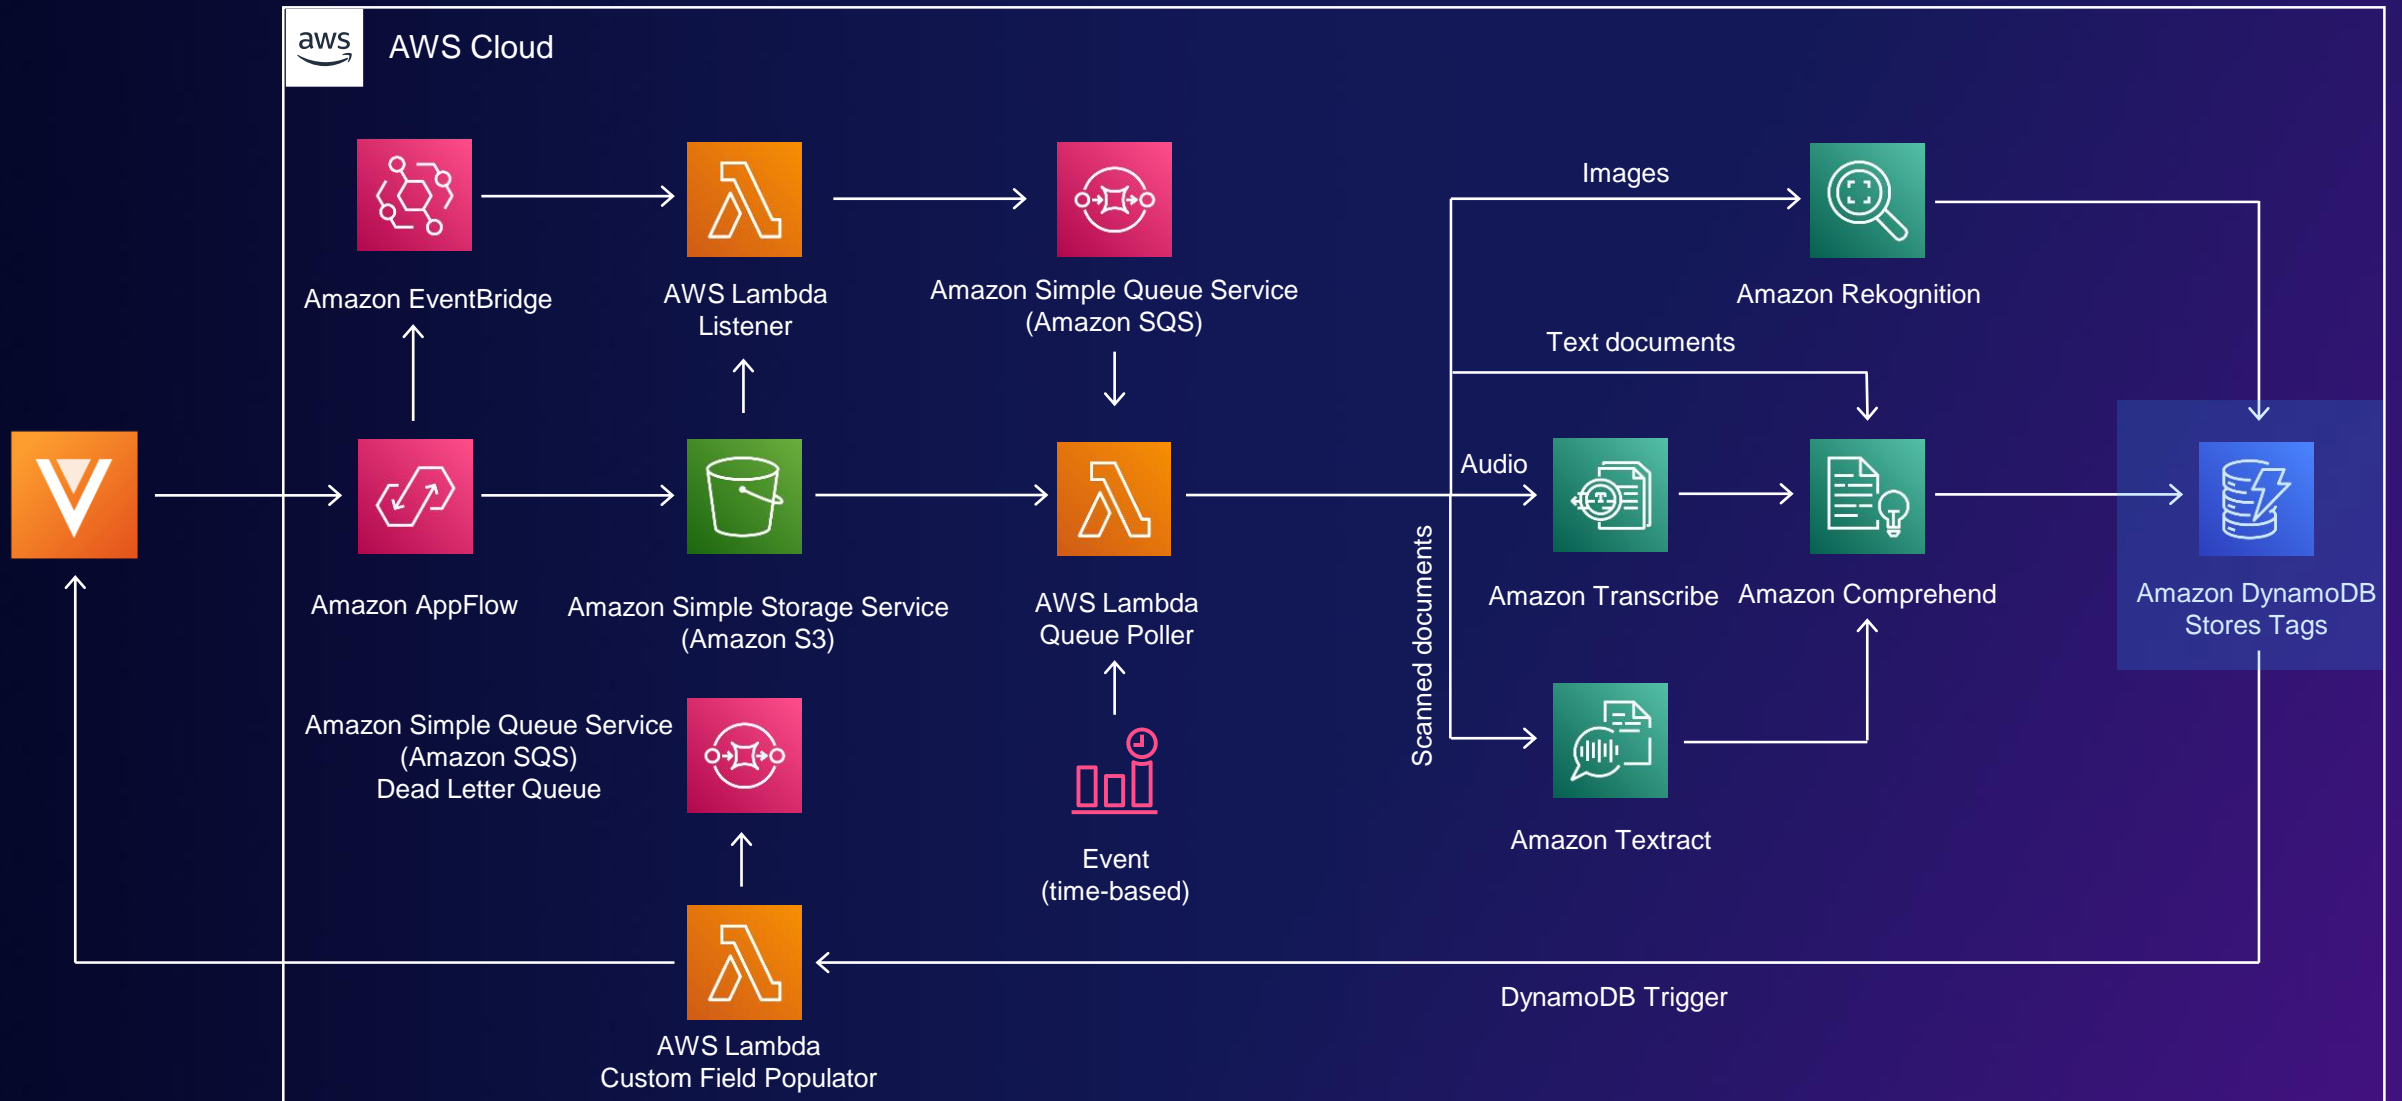 aws
AWS Cloud
Amazon EventBridge
AWS Lambda
Listener
Amazon Simple Queue Service
(Amazon SQS)
Images
Amazon Rekognition
Text documents
Audio
Scanned documents
Amazon AppFlow
Amazon Simple Storage Service
(Amazon S3)
AWS Lambda
Queue Poller
Amazon Transcribe
Amazon Comprehend
Amazon DynamoDB
Stores Tags
Amazon Simple Queue Service
(Amazon SQS)
Dead Letter Queue
Event
(time-based)
Amazon Textract
DynamoDB Trigger
AWS Lambda
Custom Field Populator